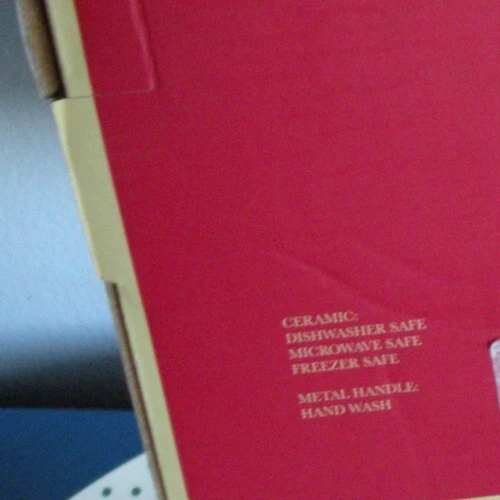 CERAMIC:
DISHWASHER SAFE
MICROWAVE SAFE
FREEZER SAFE
METAL HANDLE:
HAND WASH